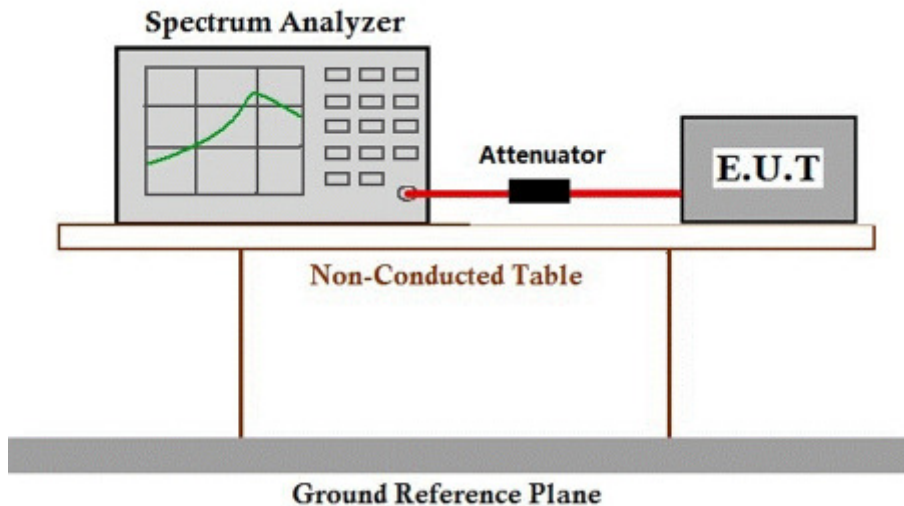 Spectrum Analyzer
Attenuator
E.U.T
Non-Conducted Table
Ground Reference Plane